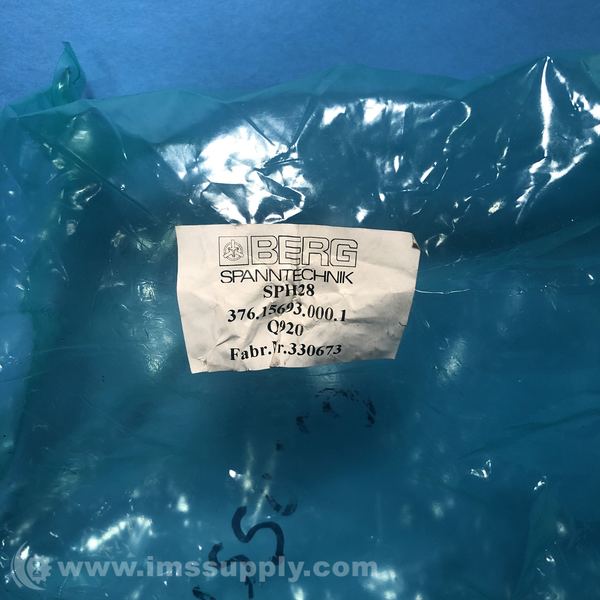 BERG
SPANNTECHNIK
SPH28
376.15693.000.1
Q920
Fabr.Nr.330673
www.imssupply.com